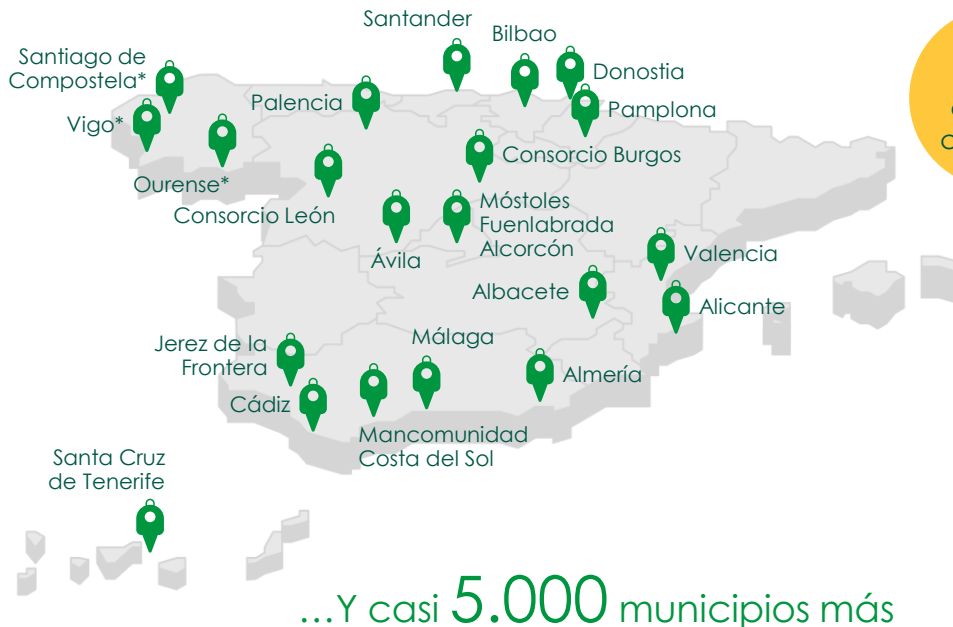 Santander
Bilbao
Santiago de
Compostela*
Donostia
Palencia
Pamplona
Vigo*
Consorcio Burgos
Ourense*
Consorcio León
Móstoles
Fuenlabrada
Alcorcón
Ávila
Valencia
Albacete
Alicante
Jerez de la
Frontera
Málaga
Almería
Cádiz
Mancomunidad
Costa del Sol
Santa Cruz
de Tenerife
...Y casi 5.000 municipios más